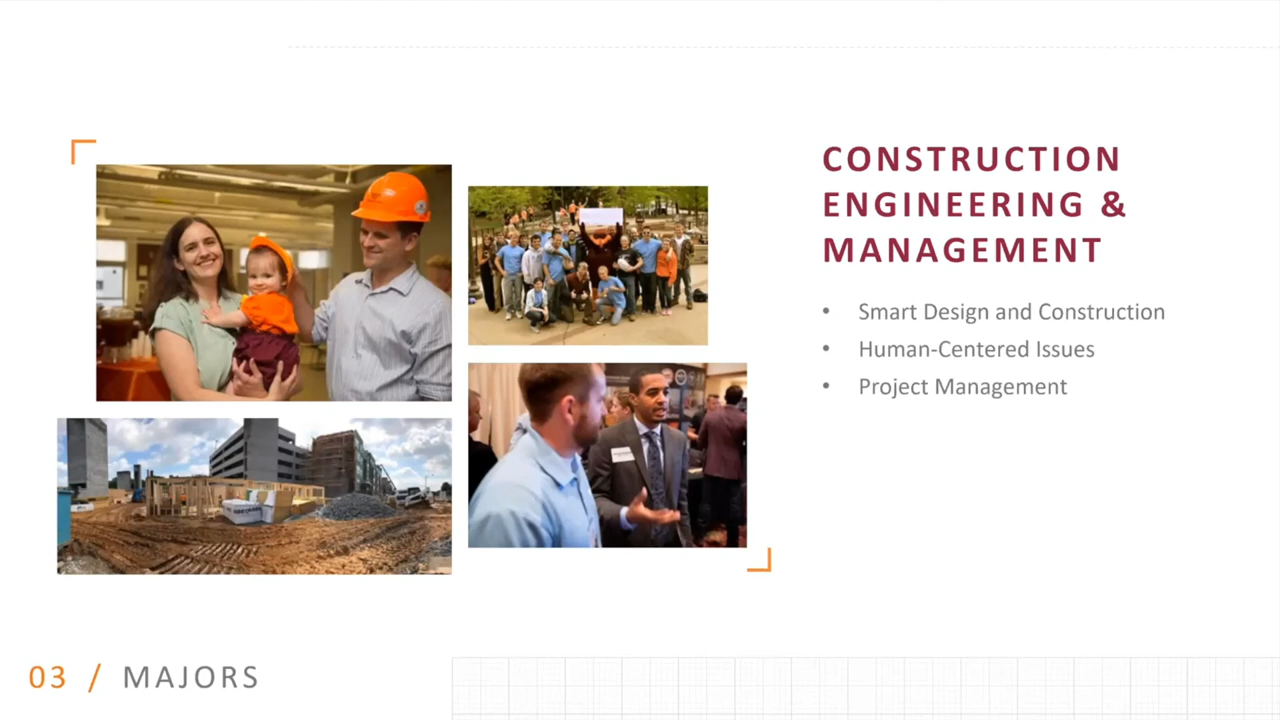 CONSTRUCTION
ENGINEERING &
MANAGEMENT
• Smart Design and Construction
• Human-Centered Issues
• Project Management
03 / MAJORS